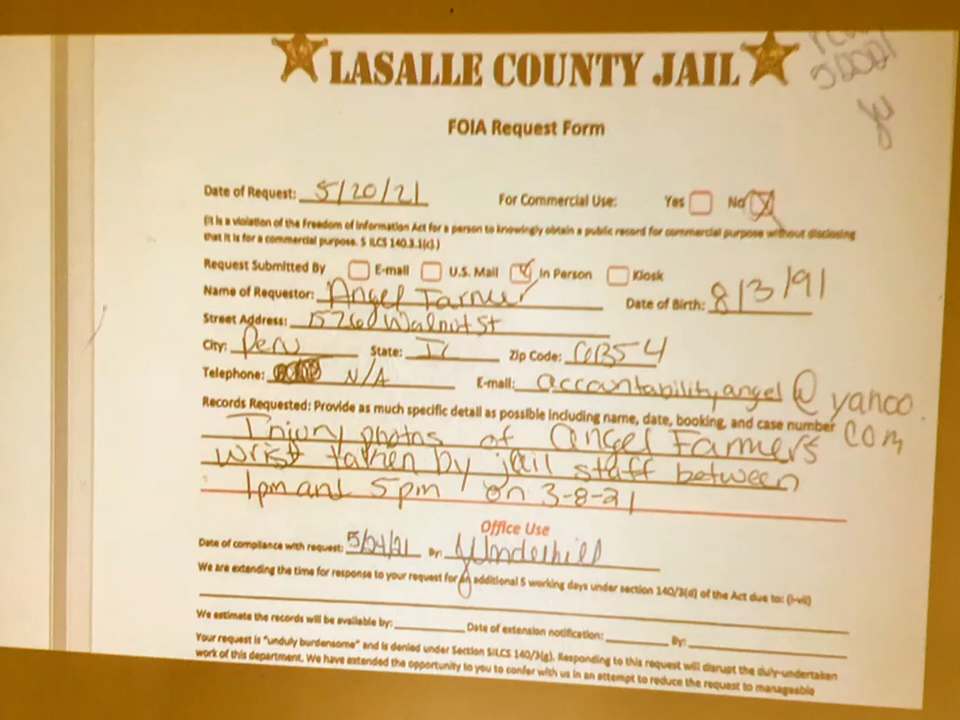 LASALLE COUNTY JAIL
FOIA Request Form
Date of Request: 5/20/21 For Commercial Use: Yes No
(It is a violation of the Freedom of Information Act for a person to knowingly obtain a public record for commercial purpose without disclosing
that it is for a commercial purpose. 5 ILCS 140.3.1(c).)
Request Submitted By E-mail U.S. Mail In Person Kiosk
Name of Requestor: Angel Farmer Date of Birth: 8/3/91
Street Address: Walnut St
City: Peru State: IL Zip Code: 61354
Telephone: N/A E-mail: accountabilityangel@yahoo.
com
Records Requested: Provide as much specific detail as possible including name, date, booking, and case number
Injury photos of Angel Farmers
wrist taken by jail staff between
1pm and 5pm on 3-8-21
Office Use
Date of compliance with request: 5/24/21 By: JUnderhill
We are extending the time for response to your request for an additional 5 working days under section 140/3(d) of the Act due to: (i-vii)
We estimate the records will be available by: Date of extension notification: By:
Your request is "unduly burdensome" and is denied under Section 5ILCS 140/3(g). Responding to this request will disrupt the duly-undertaken
work of this department. We have extended the opportunity to you to confer with us in an attempt to reduce the request to manageable